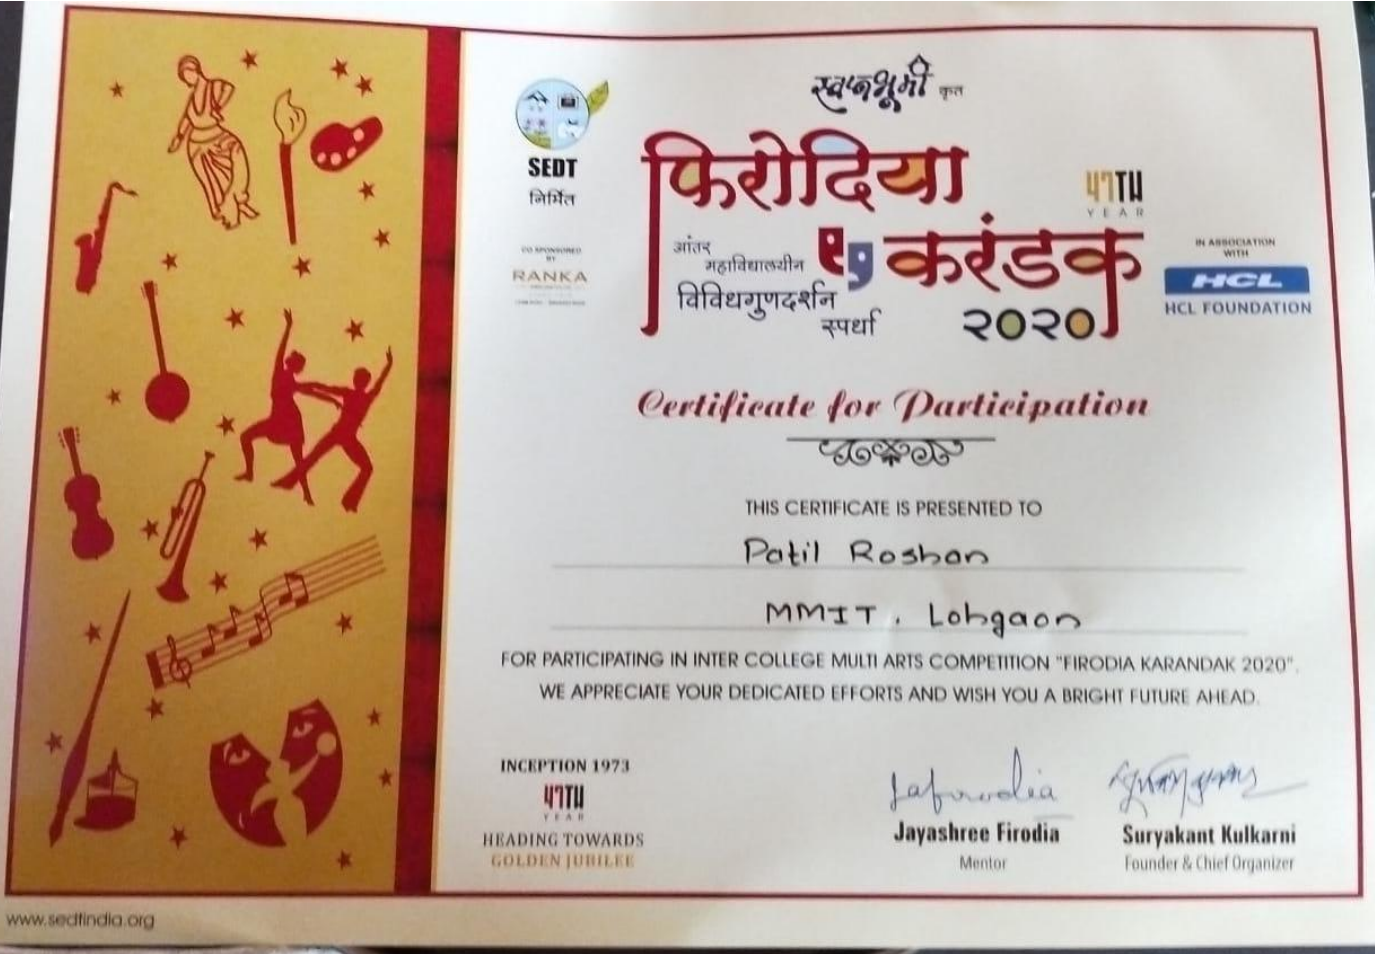 स्वप्नभूमी कृत
SEDT
निर्मित
फिरोदिया
करंडक
47TH
YEAR
आंतर
महाविद्यालयीन
विविधगुणदर्शन
स्पर्धा
२०२०
CO SPONSORED
BY
RANKA
IN ASSOCIATION
WITH
HCL
HCL FOUNDATION
Certificate for Participation
THIS CERTIFICATE IS PRESENTED TO
Patil Roshan
MMIT, Lohgaon
FOR PARTICIPATING IN INTER COLLEGE MULTI ARTS COMPETITION "FIRODIA KARANDAK 2020".
WE APPRECIATE YOUR DEDICATED EFFORTS AND WISH YOU A BRIGHT FUTURE AHEAD.
INCEPTION 1973
47TH
YEAR
HEADING TOWARDS
GOLDEN JUBILEE
Jayashree Firodia
Mentor
Suryakant Kulkarni
Founder & Chief Organizer
www.sedtindia.org